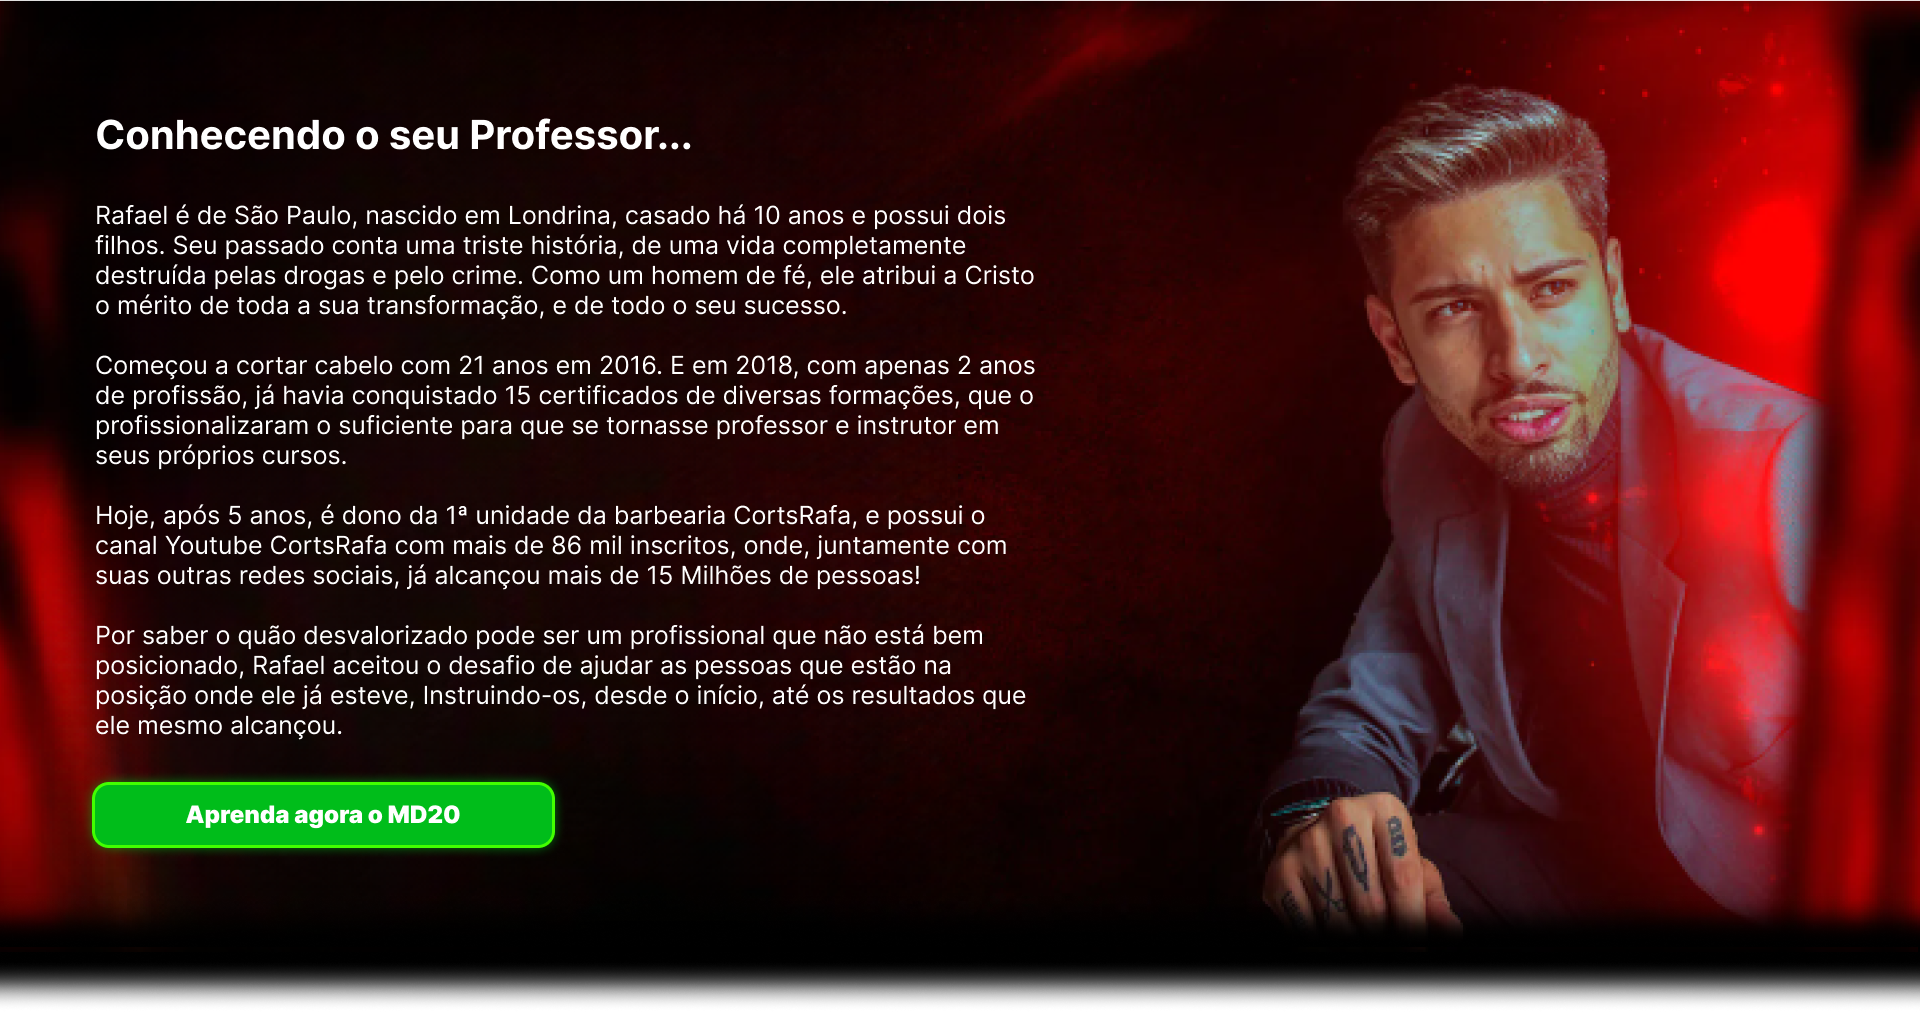 Conhecendo o seu Professor...
Rafael é de São Paulo, nascido em Londrina, casado há 10 anos e possui dois
filhos. Seu passado conta uma triste história, de uma vida completamente
destruída pelas drogas e pelo crime. Como um homem de fé, ele atribui a Cristo
o mérito de toda a sua transformação, e de todo o seu sucesso.
Começou a cortar cabelo com 21 anos em 2016. E em 2018, com apenas 2 anos
de profissão, já havia conquistado 15 certificados de diversas formações, que o
profissionalizaram o suficiente para que se tornasse professor e instrutor em
seus próprios cursos.
Hoje, após 5 anos, é dono da 1ª unidade da barbearia CortsRafa, e possui o
canal Youtube CortsRafa com mais de 86 mil inscritos, onde, juntamente com
suas outras redes sociais, já alcançou mais de 15 Milhões de pessoas!
Por saber o quão desvalorizado pode ser um profissional que não está bem
posicionado, Rafael aceitou o desafio de ajudar as pessoas que estão na
posição onde ele já esteve, Instruindo-os, desde o início, até os resultados que
ele mesmo alcançou.
Aprenda agora o MD20